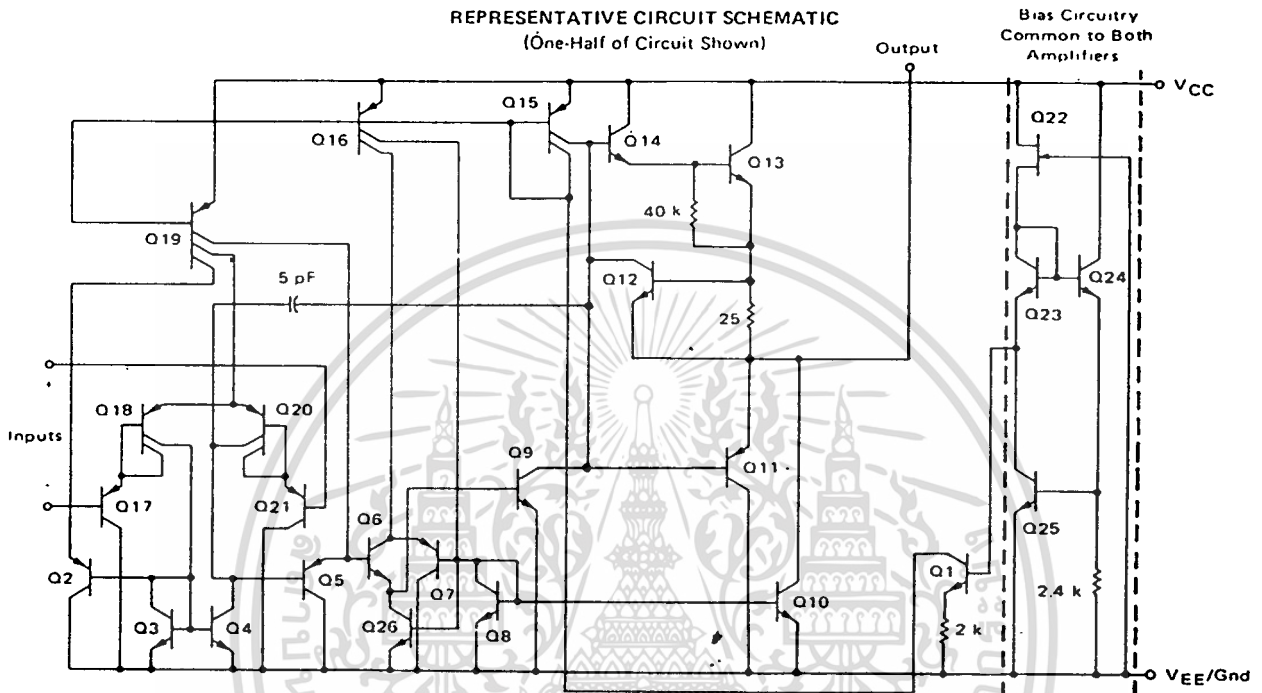 REPRESENTATIVE CIRCUIT SCHEMATIC
(One-Half of Circuit Shown)
Bias Circuitry
Common to Both
Amplifiers
Output
VCC
Q15
Q22
Q16
Q14
Q13
40 k
Q19
5 pF
Q12
Q24
Q23
25
Q18
Q20
Inputs
Q9
Q11
Q17
Q21
Q6
Q25
Q2
Q5
Q7
Q1
Q3
Q4
Q26
Q8
Q10
2.4 k
2 k
VEE/Gnd